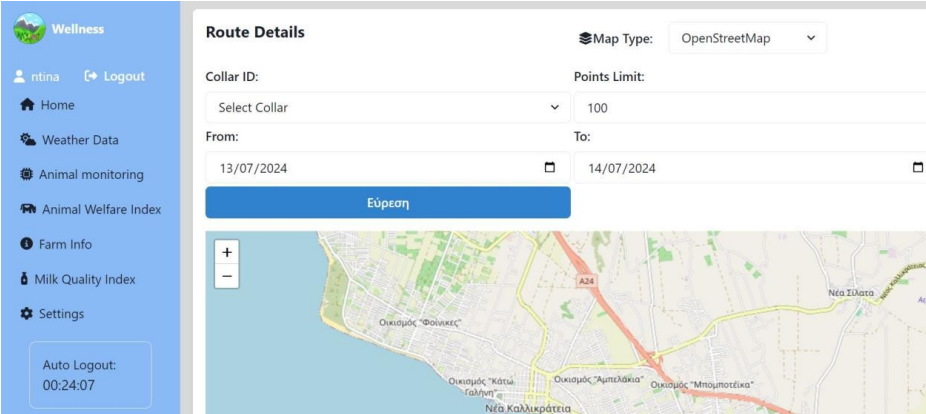 Wellness
ntina Logout
Home
Weather Data
Animal monitoring
Animal Welfare Index
Farm Info
Milk Quality Index
Settings
Auto Logout:
00:24:07
Route Details
Map Type: OpenStreetMap
Collar ID: Points Limit:
Select Collar 100
From: To:
13/07/2024 14/07/2024
Εύρεση
+
−
A24
Νέα Σίλατα
Οικισμός "Φοίνικες"
Οικισμός "Κάτω Γαλήνη"
Οικισμός "Αμπελάκια"
Οικισμός "Μπομποτέικα"
Νέα Καλλικράτεια